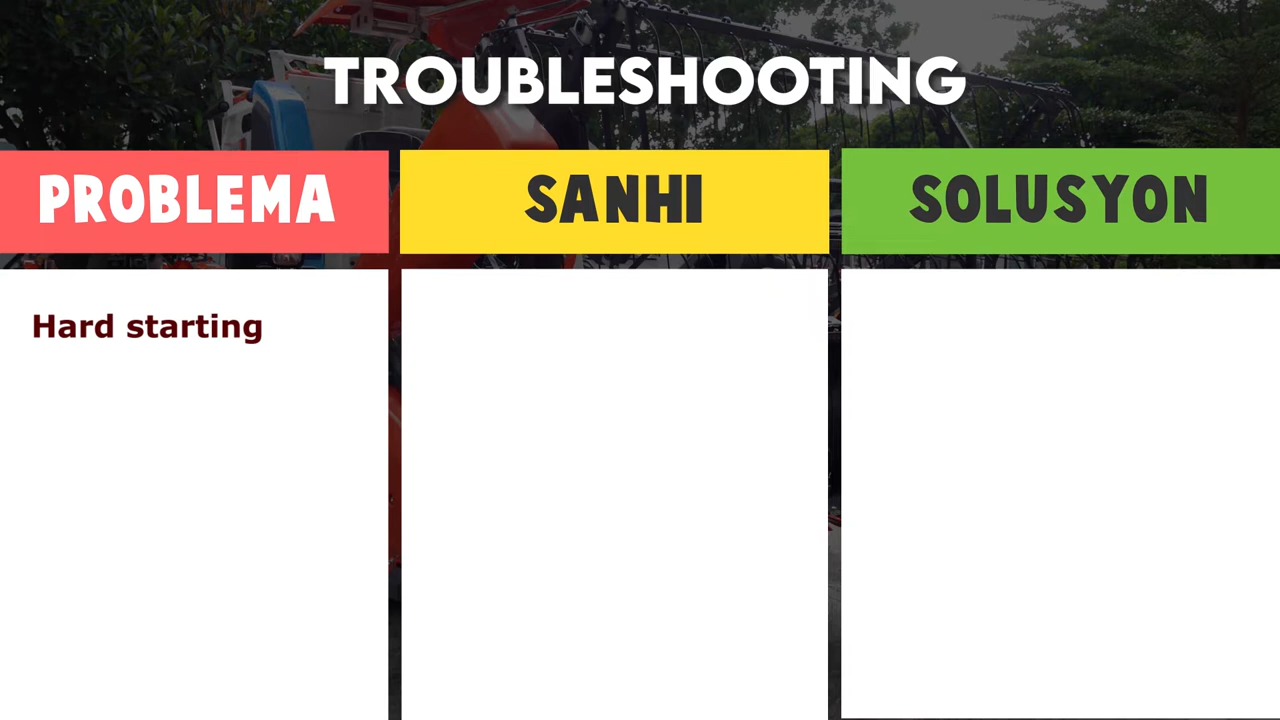 TROUBLESHOOTING
PROBLEMA
SANHI
SOLUSYON
Hard starting